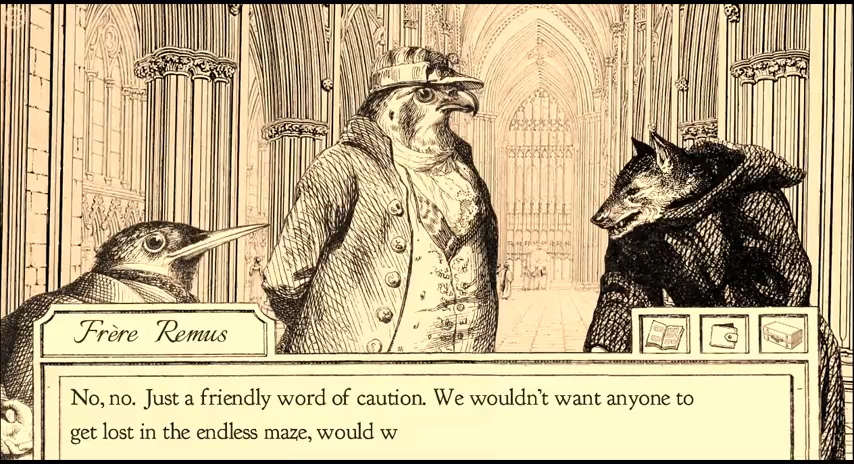 Frère Remus
No, no. Just a friendly word of caution. We wouldn't want anyone to
get lost in the endless maze, would w